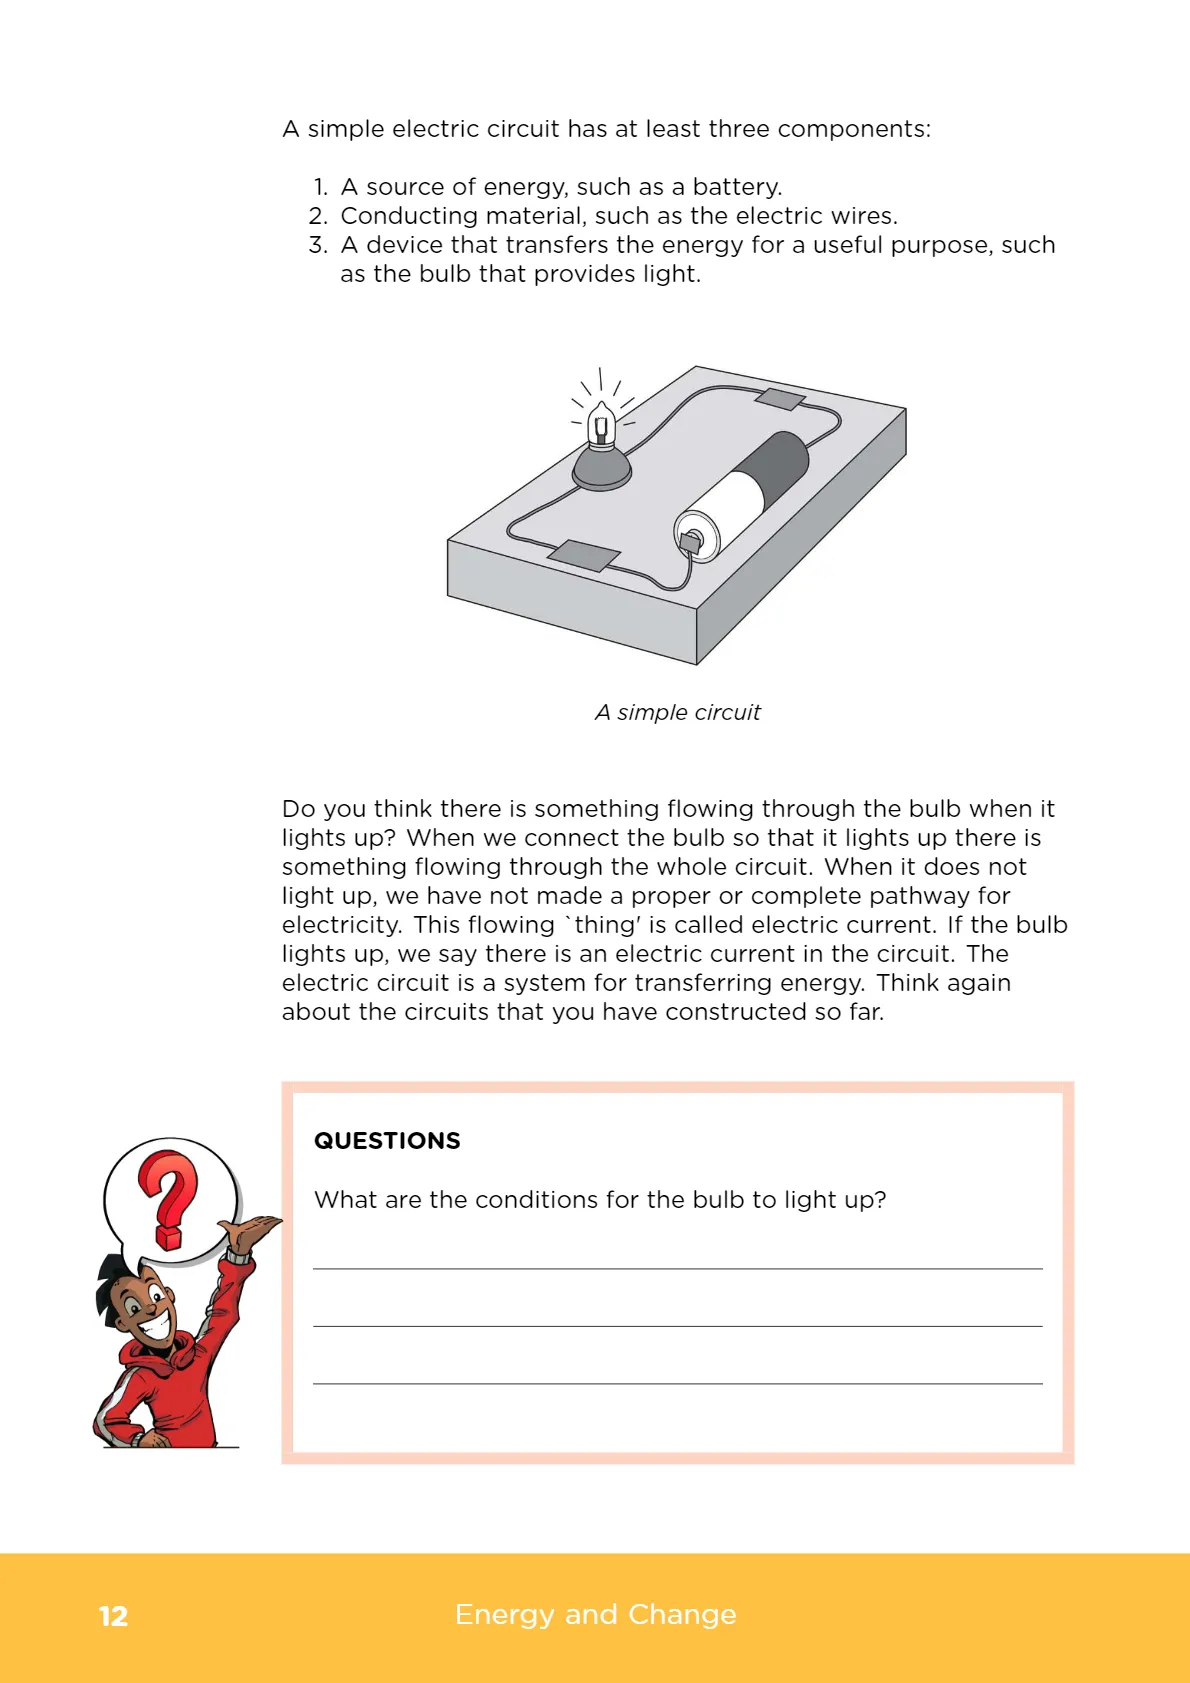 A simple electric circuit has at least three components:
1. A source of energy, such as a battery.
2. Conducting material, such as the electric wires.
3. A device that transfers the energy for a useful purpose, such
as the bulb that provides light.
A simple circuit
Do you think there is something flowing through the bulb when it
lights up? When we connect the bulb so that it lights up there is
something flowing through the whole circuit. When it does not
light up, we have not made a proper or complete pathway for
electricity. This flowing `thing' is called electric current. If the bulb
lights up, we say there is an electric current in the circuit. The
electric circuit is a system for transferring energy. Think again
about the circuits that you have constructed so far.
QUESTIONS
What are the conditions for the bulb to light up?
?
12
Energy and Change